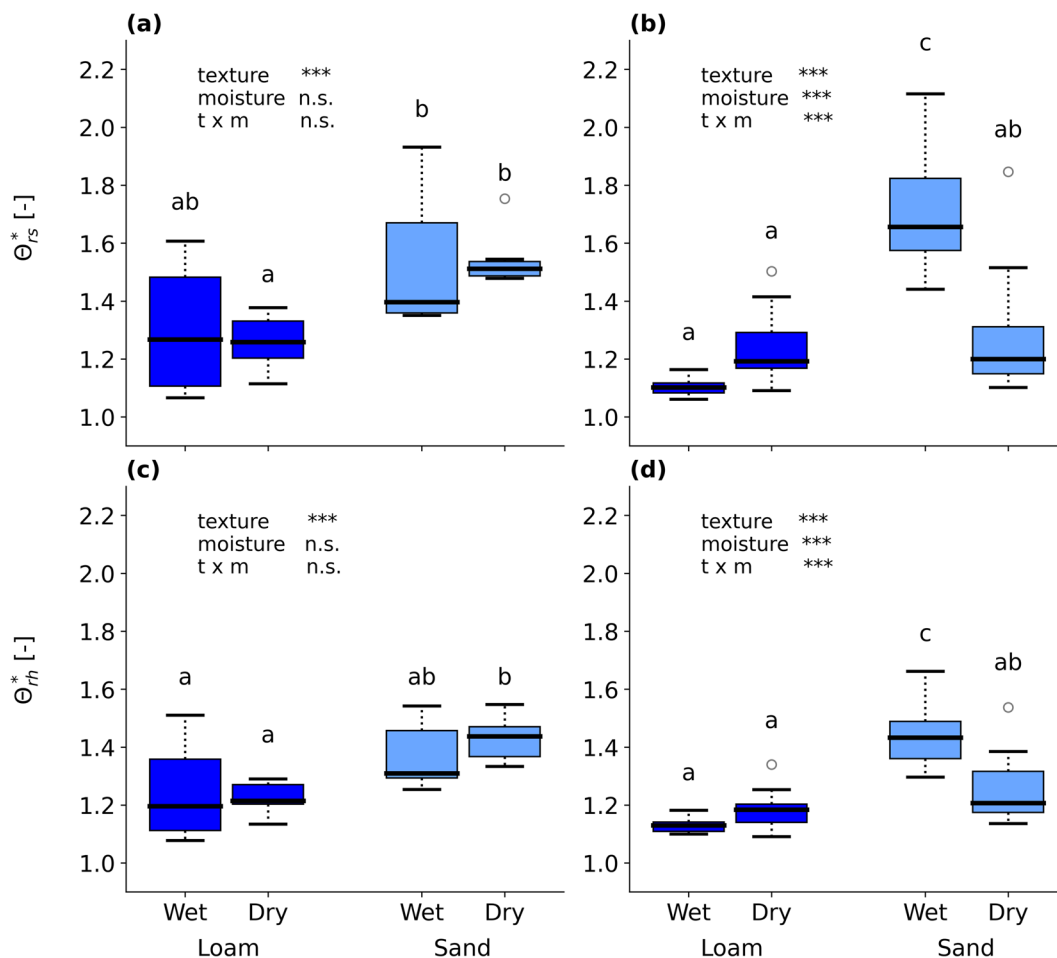 (a)
texture ***
moisture n.s.
t x m n.s.
2.2
2.0
1.8
1.6
1.4
1.2
1.0
Θ*rs [-]
ab
a
b
b
(b)
texture ***
moisture ***
t x m ***
2.2
2.0
1.8
1.6
1.4
1.2
1.0
a
a
c
ab
(c)
texture ***
moisture n.s.
t x m n.s.
2.2
2.0
1.8
1.6
1.4
1.2
1.0
Θ*rh [-]
a
a
ab
b
Wet Dry Wet Dry
Loam Sand
(d)
texture ***
moisture ***
t x m ***
2.2
2.0
1.8
1.6
1.4
1.2
1.0
a
a
c
ab
Wet Dry Wet Dry
Loam Sand